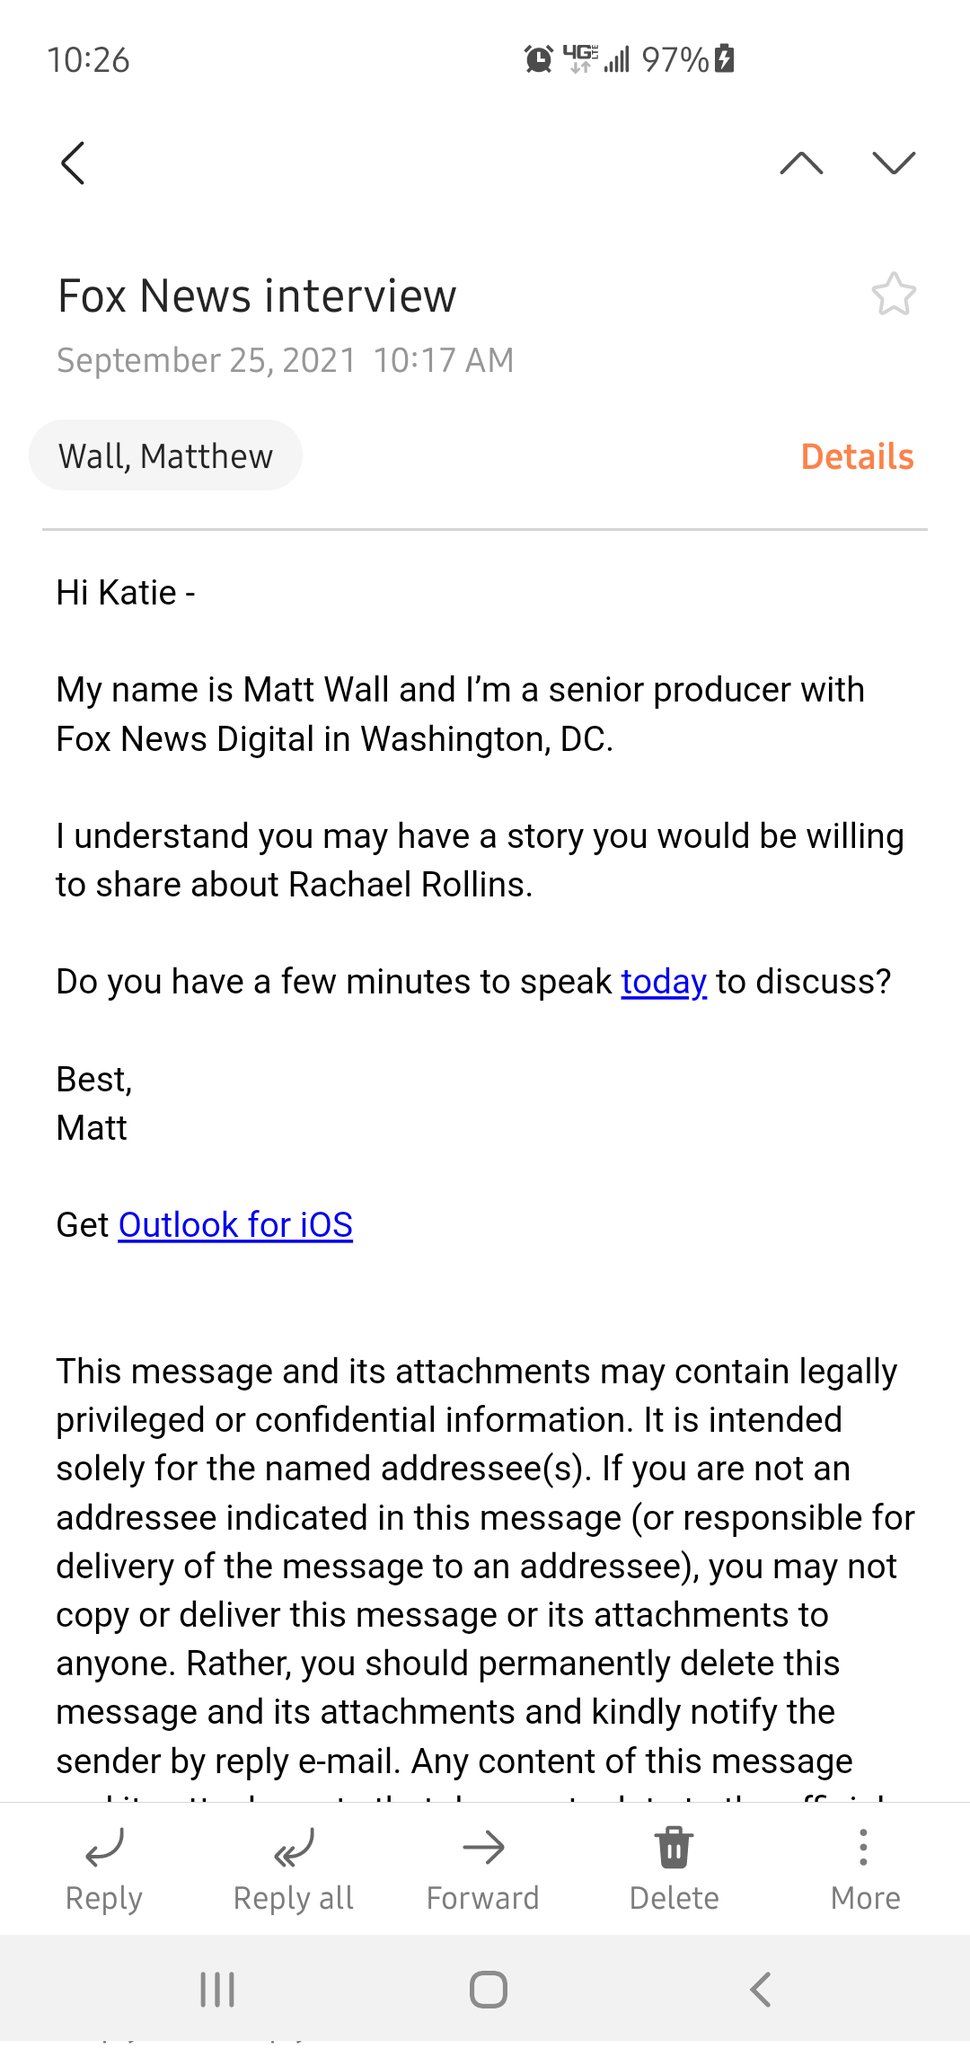 10:26
4G LTE 97%
Fox News interview
September 25, 2021 10:17 AM
Wall, Matthew
Details
Hi Katie -
My name is Matt Wall and I’m a senior producer with
Fox News Digital in Washington, DC.
I understand you may have a story you would be willing
to share about Rachael Rollins.
Do you have a few minutes to speak today to discuss?
Best,
Matt
Get Outlook for iOS
This message and its attachments may contain legally
privileged or confidential information. It is intended
solely for the named addressee(s). If you are not an
addressee indicated in this message (or responsible for
delivery of the message to an addressee), you may not
copy or deliver this message or its attachments to
anyone. Rather, you should permanently delete this
message and its attachments and kindly notify the
sender by reply e-mail. Any content of this message
Reply
Reply all
Forward
Delete
More